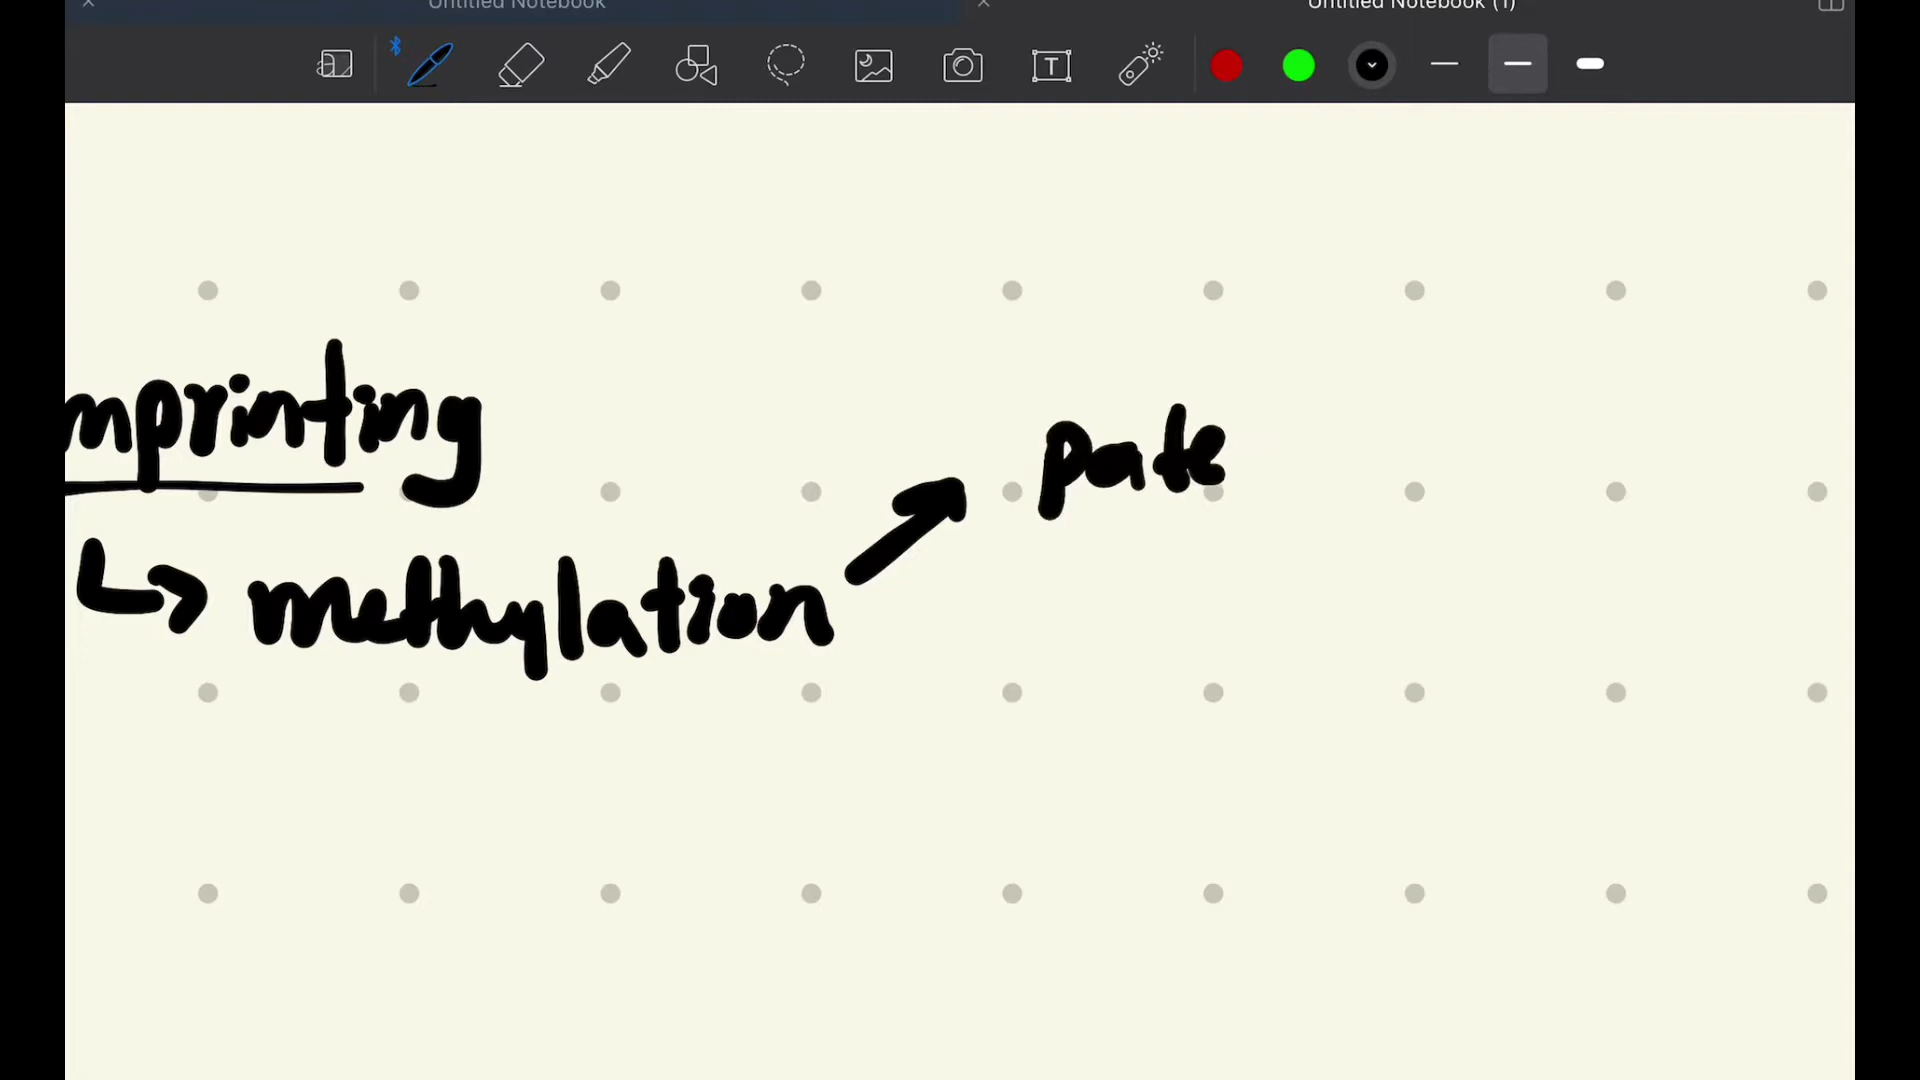 Untitled Notebook
Untitled Notebook (1)
mprinting
pate
↳ methylation